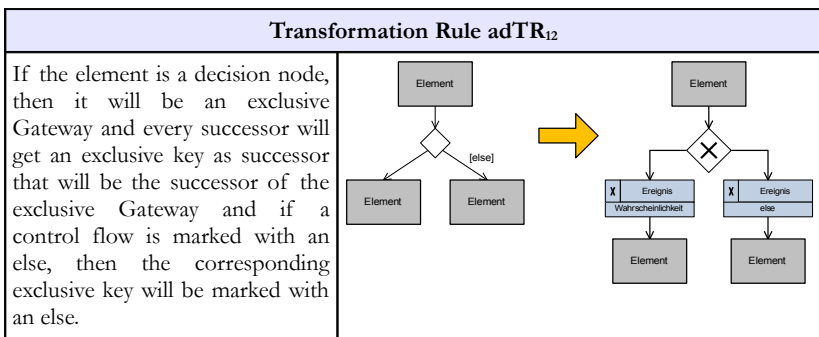 Transformation Rule adTR12
If the element is a decision node,
then it will be an exclusive
Gateway and every successor will
get an exclusive key as successor
that will be the successor of the
exclusive Gateway and if a
control flow is marked with an
else, then the corresponding
exclusive key will be marked with
an else.
Element
[else]
Element
Element
Element
X
Ereignis
Wahrscheinlichkeit
X
Ereignis
else
Element
Element